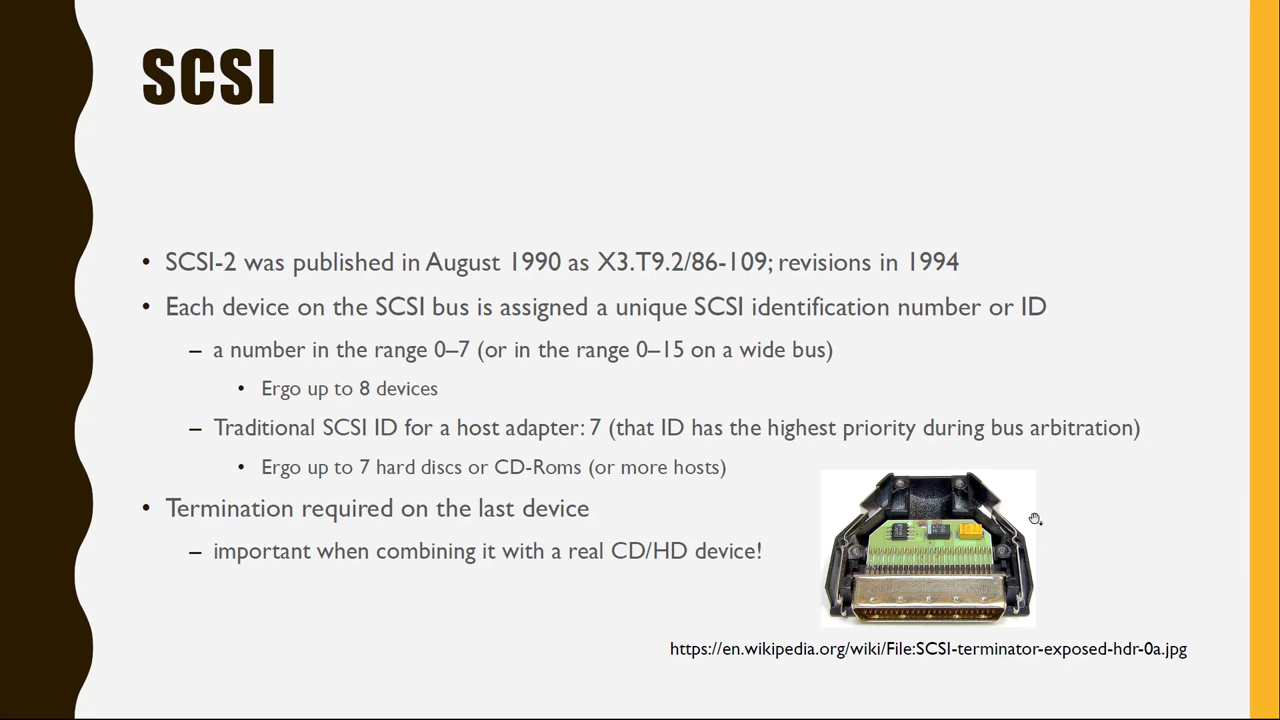 SCSI
• SCSI-2 was published in August 1990 as X3.T9.2/86-109; revisions in 1994
• Each device on the SCSI bus is assigned a unique SCSI identification number or ID
– a number in the range 0–7 (or in the range 0–15 on a wide bus)
• Ergo up to 8 devices
– Traditional SCSI ID for a host adapter: 7 (that ID has the highest priority during bus arbitration)
• Ergo up to 7 hard discs or CD-Roms (or more hosts)
• Termination required on the last device
– important when combining it with a real CD/HD device!
https://en.wikipedia.org/wiki/File:SCSI-terminator-exposed-hdr-0a.jpg